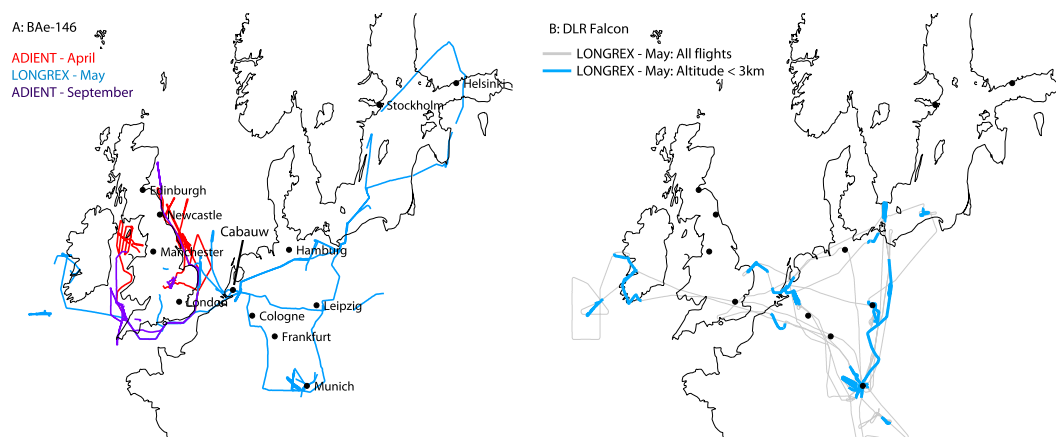 A: BAe-146
ADIENT - April
LONGREX - May
ADIENT - September
Helsinki
Stockholm
Edinburgh
Newcastle
Cabauw
Manchester
Hamburg
London
Leipzig
Cologne
Frankfurt
Munich
B: DLR Falcon
LONGREX - May: All flights
LONGREX - May: Altitude < 3km